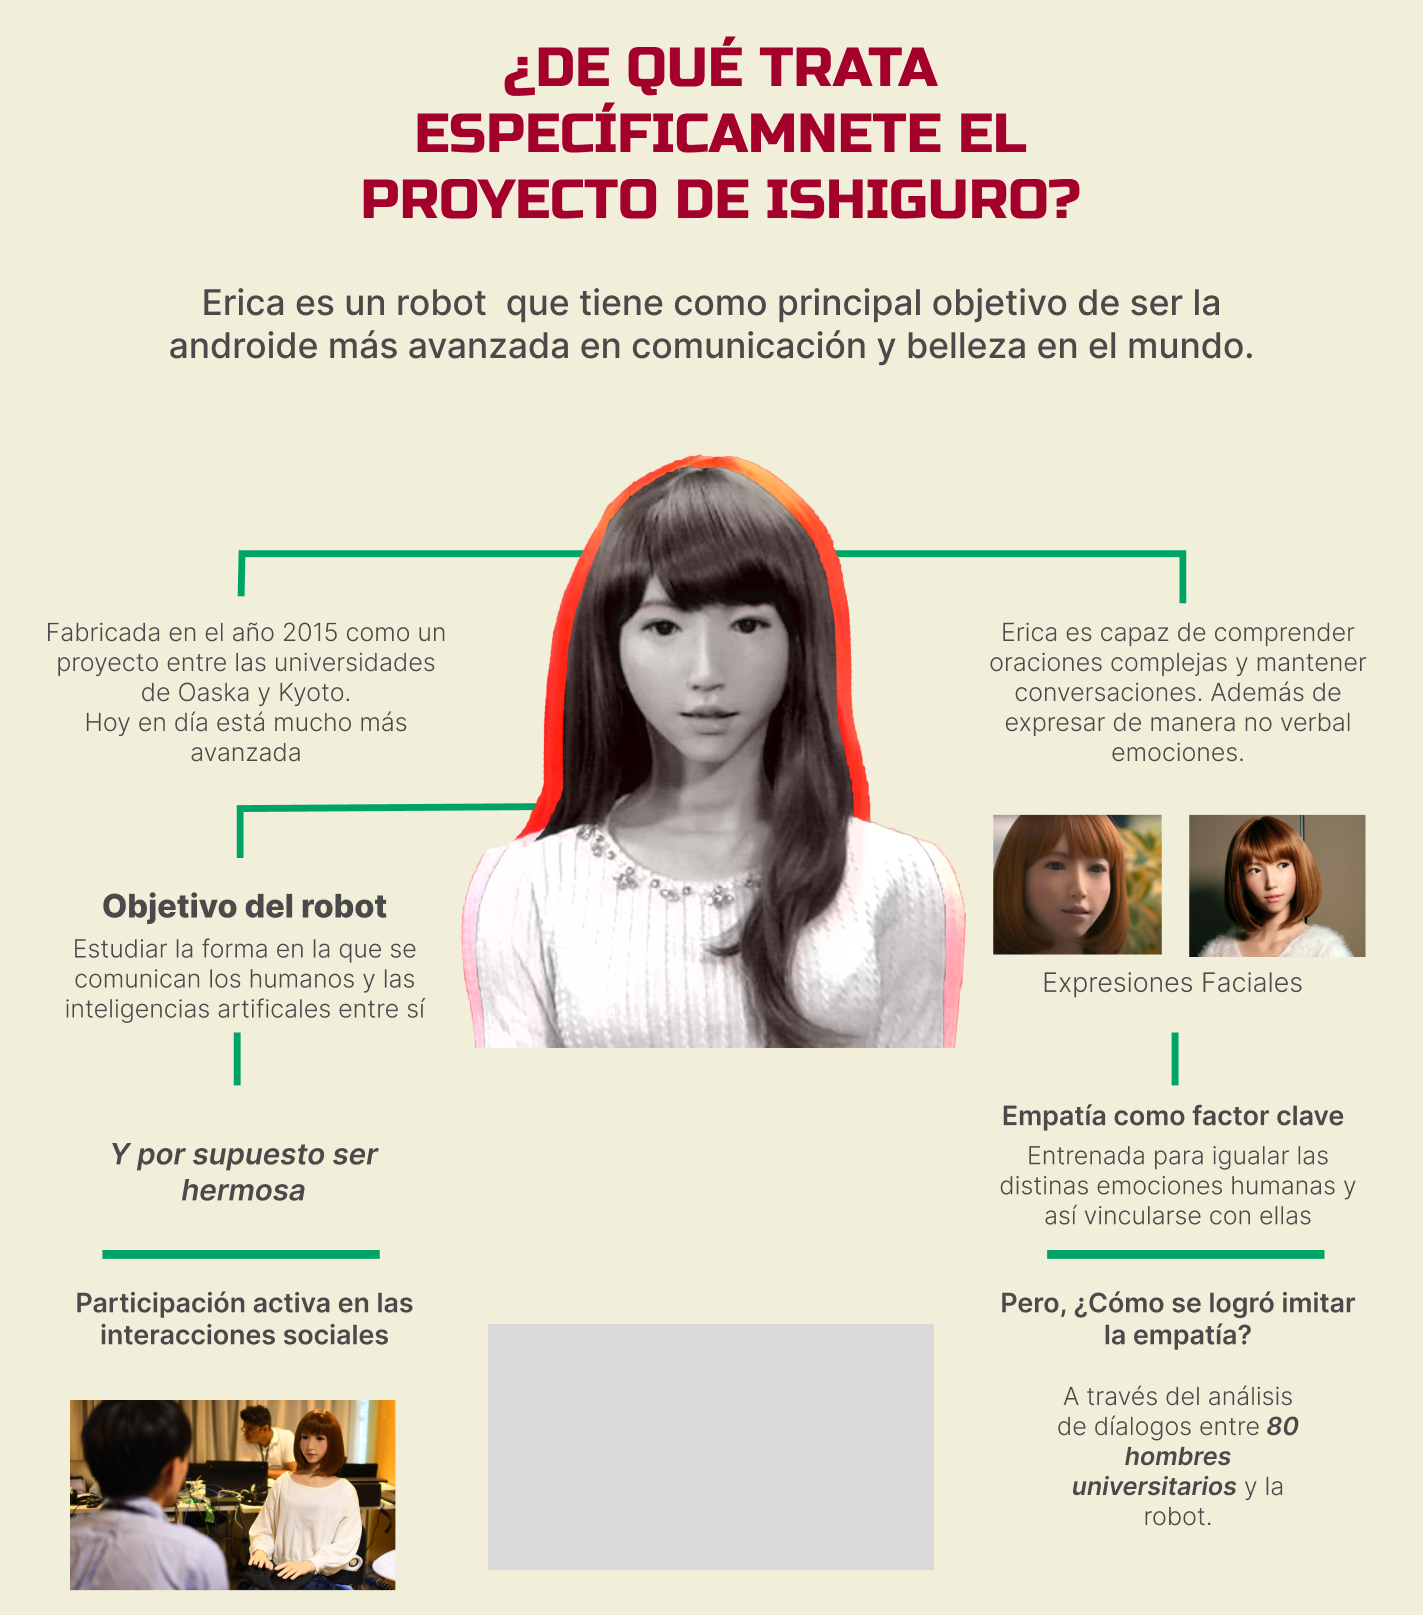 ¿DE QUÉ TRATA
ESPECÍFICAMNETE EL
PROYECTO DE ISHIGURO?
Erica es un robot  que tiene como principal objetivo de ser la
androide más avanzada en comunicación y belleza en el mundo.
Fabricada en el año 2015 como un
proyecto entre las universidades
de Oaska y Kyoto.
Hoy en día está mucho más
avanzada
Objetivo del robot
Estudiar la forma en la que se
comunican los humanos y las
inteligencias artificales entre sí
Y por supuesto ser
hermosa
Participación activa en las
interacciones sociales
Erica es capaz de comprender
oraciones complejas y mantener
conversaciones. Además de
expresar de manera no verbal
emociones.
Expresiones Faciales
Empatía como factor clave
Entrenada para igualar las
distinas emociones humanas y
así vincularse con ellas
Pero, ¿Cómo se logró imitar
la empatía?
A través del análisis
de díalogos entre 80
hombres
universitarios y la
robot.